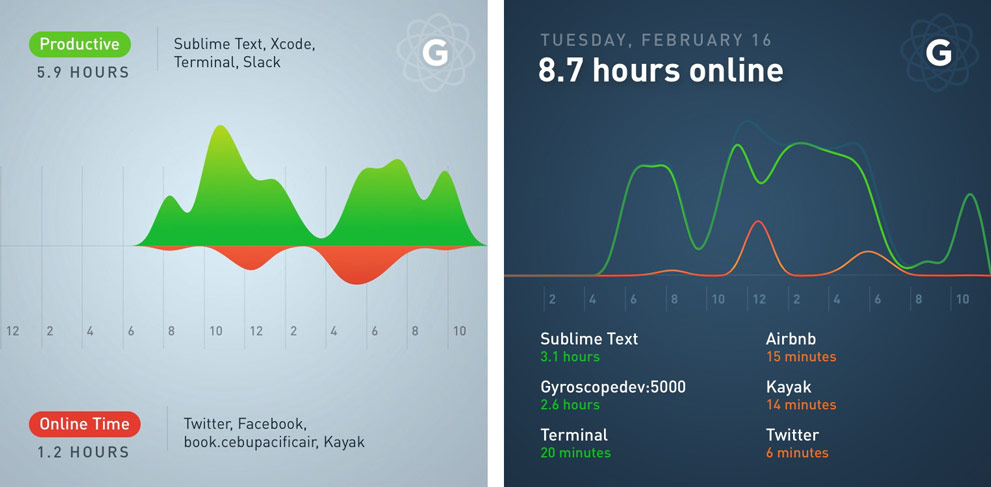 Productive
5.9 HOURS
Sublime Text, Xcode,
Terminal, Slack
G
12 2 4 6 8 10 12 2 4 6 8 10
Online Time
1.2 HOURS
Twitter, Facebook,
book.cebupacificair, Kayak
TUESDAY, FEBRUARY 16
8.7 hours online
G
2 4 6 8 10 12 2 4 6 8 10
Sublime Text
3.1 hours
Gyroscopedev:5000
2.6 hours
Terminal
20 minutes
Airbnb
15 minutes
Kayak
14 minutes
Twitter
6 minutes